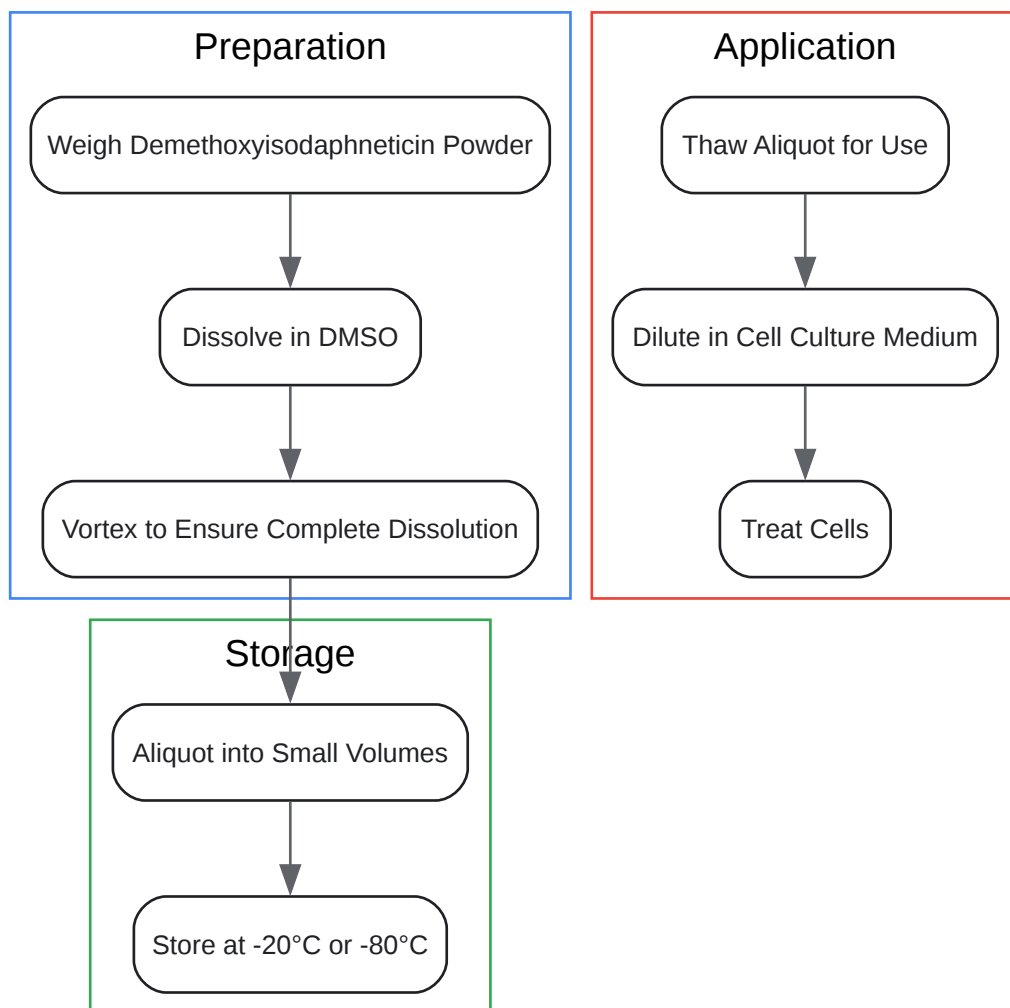 Preparation
Weigh Demethoxyisodaphneticin Powder
Dissolve in DMSO
Vortex to Ensure Complete Dissolution
Storage
Aliquot into Small Volumes
Store at -20°C or -80°C
Application
Thaw Aliquot for Use
Dilute in Cell Culture Medium
Treat Cells